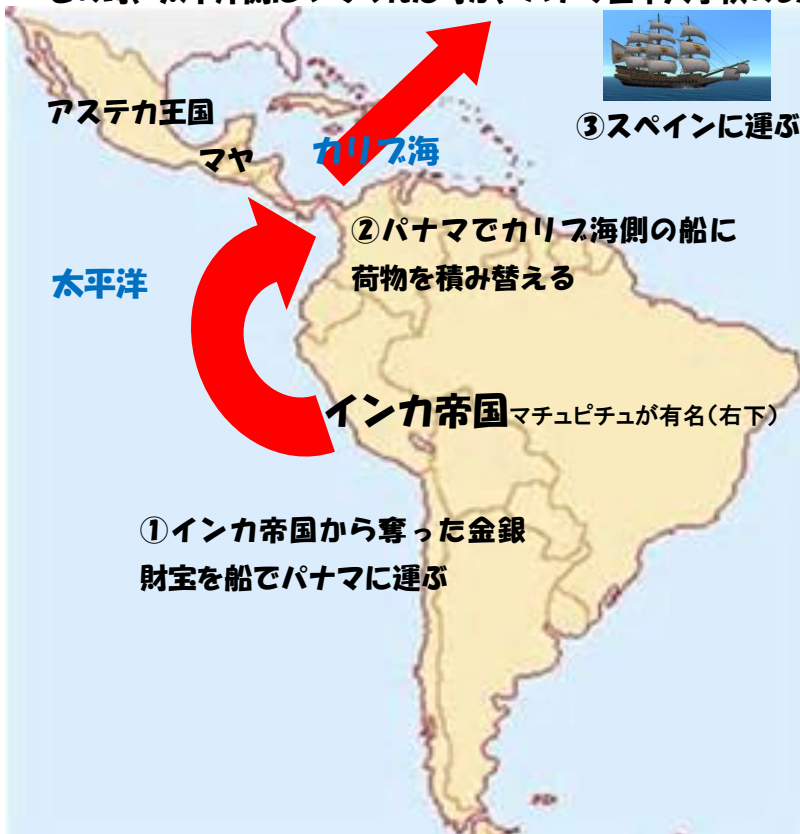 アステカ王国
③スペインに運ぶ
マヤ
カリブ海
②パナマでカリブ海側の船に
荷物を積み替える
太平洋
インカ帝国マチュピチュが有名(右下)
①インカ帝国から奪った金銀
財宝を船でパナマに運ぶ